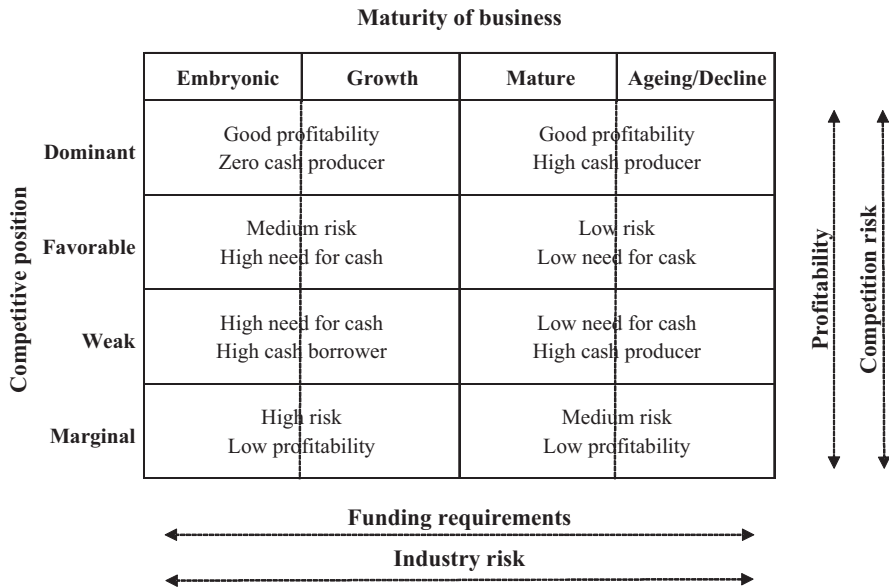 Maturity of business
Embryonic Growth Mature Ageing/Decline
Competitive position
Dominant
Good profitability
Zero cash producer
Good profitability
High cash producer
Favorable
Medium risk
High need for cash
Low risk
Low need for cask
Weak
High need for cash
High cash borrower
Low need for cash
High cash producer
Marginal
High risk
Low profitability
Medium risk
Low profitability
Profitability
Competition risk
Funding requirements
Industry risk